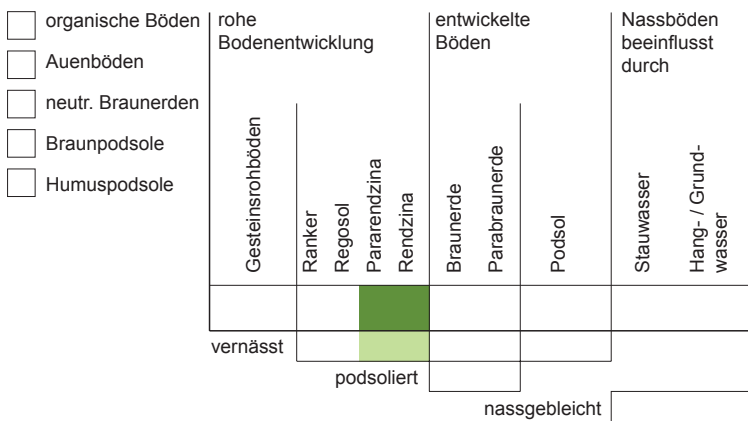 organische Böden
Auenböden
neutr. Braunerden
Braunpodsole
Humuspodsole
rohe
Bodenentwicklung
entwickelte
Böden
Nassböden
beeinflusst
durch
Gesteinsrohböden
Ranker
Regosol
Pararendzina
Rendzina
Braunerde
Parabraunerde
Podsol
Stauwasser
Hang- / Grund-
wasser
vernässt
podsoliert
nassgebleicht